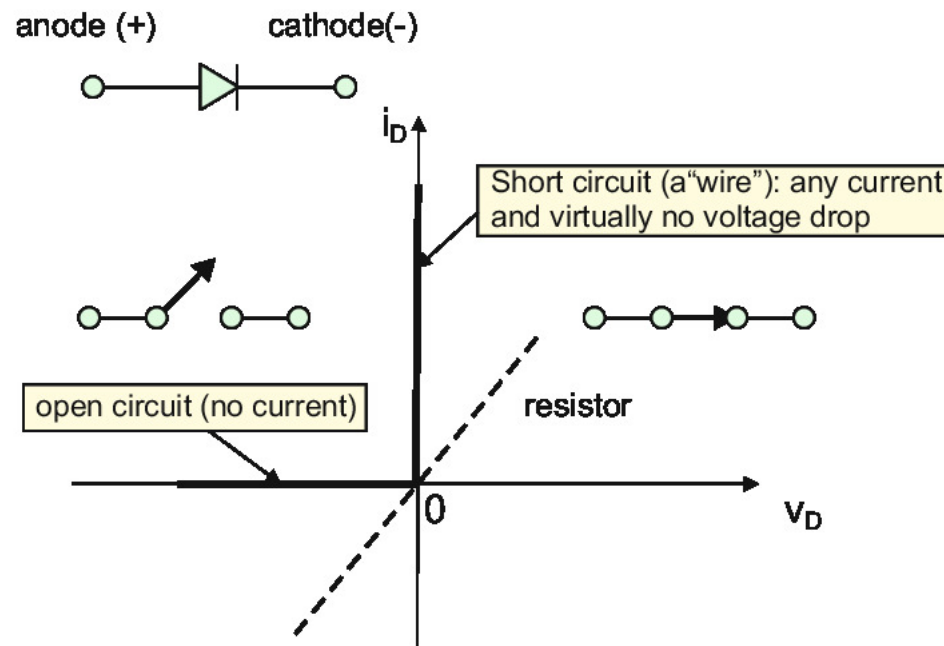 anode (+)
cathode(-)
iD
Short circuit (a“wire”): any current
and virtually no voltage drop
open circuit (no current)
resistor
0
vD